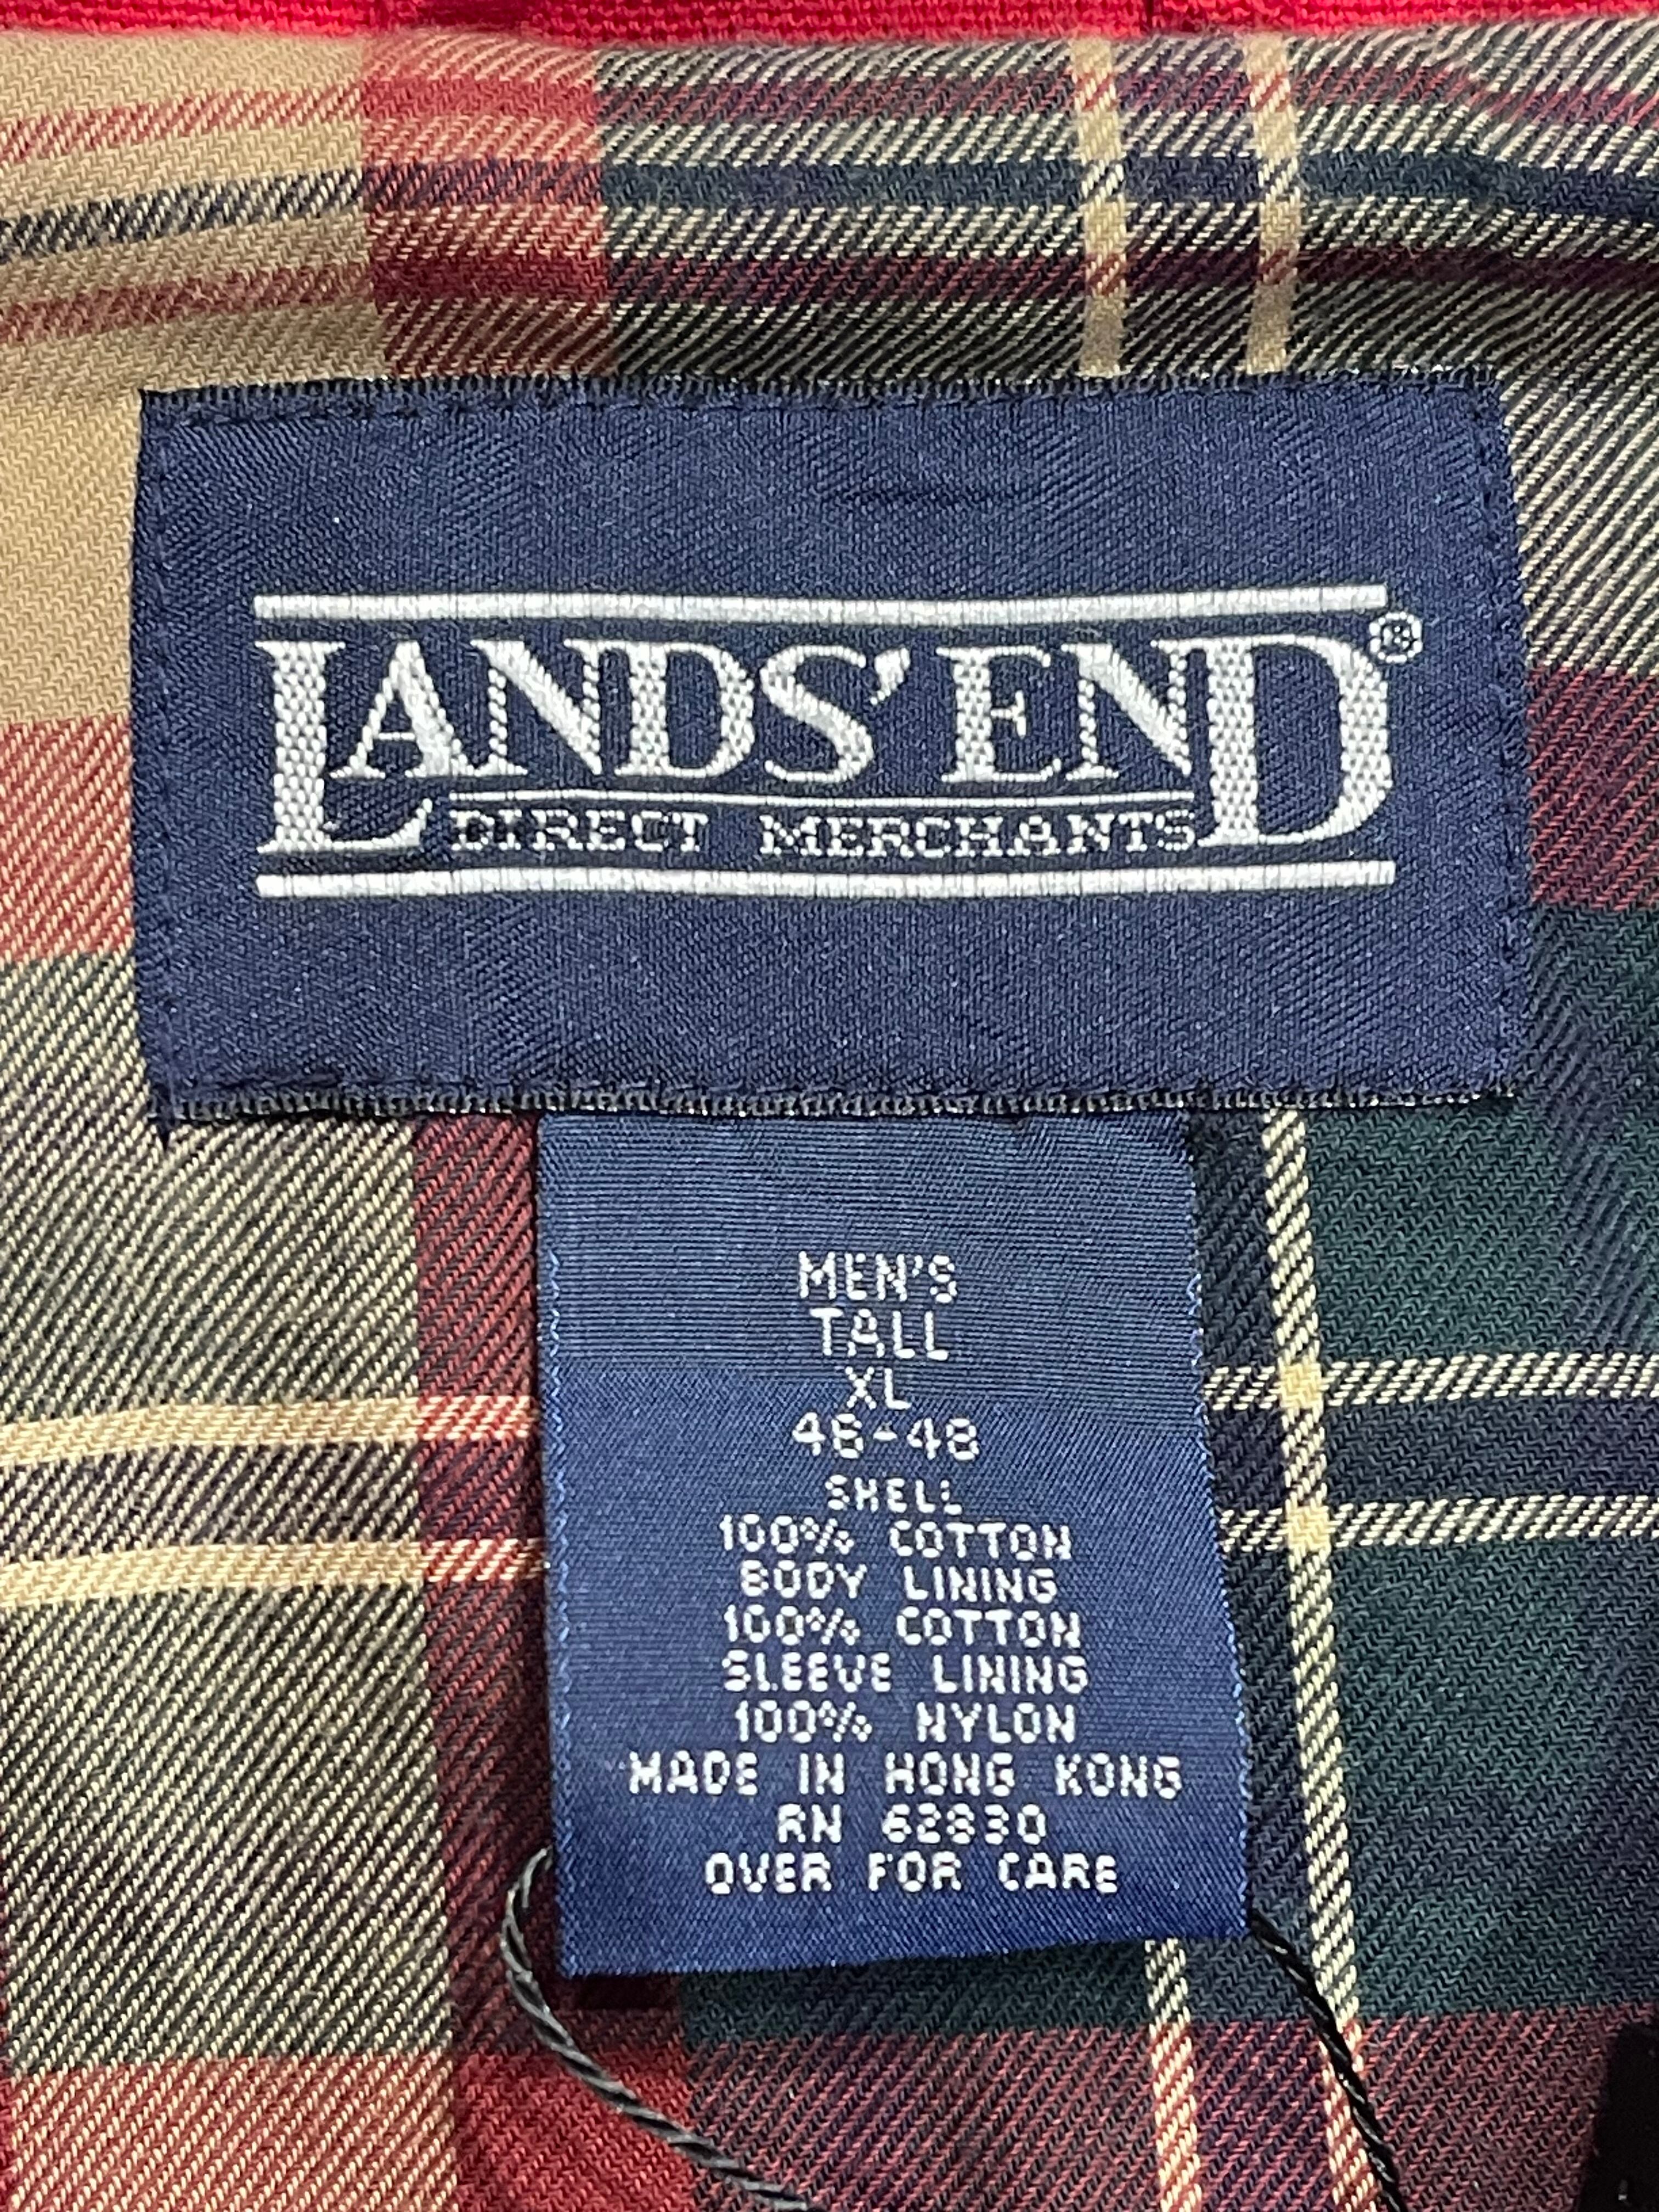 LANDS' END®
DIRECT MERCHANTS
MEN'S
TALL
XL
46-48
SHELL
100% COTTON
BODY LINING
100% COTTON
SLEEVE LINING
100% NYLON
MADE IN HONG KONG
RN 62830
OVER FOR CARE